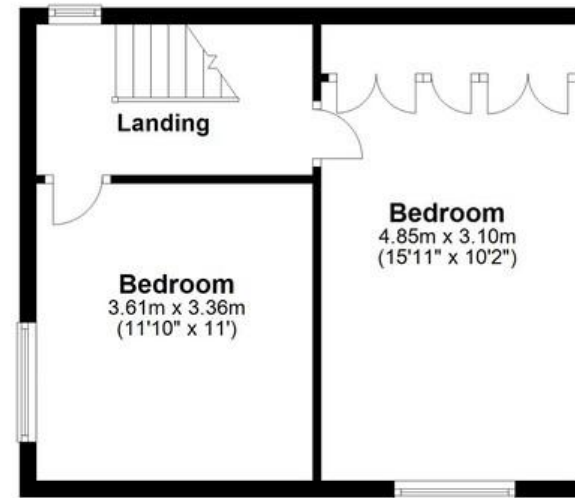 Landing
Bedroom
4.85m x 3.10m
(15'11" x 10'2")
Bedroom
3.61m x 3.36m
(11'10" x 11')